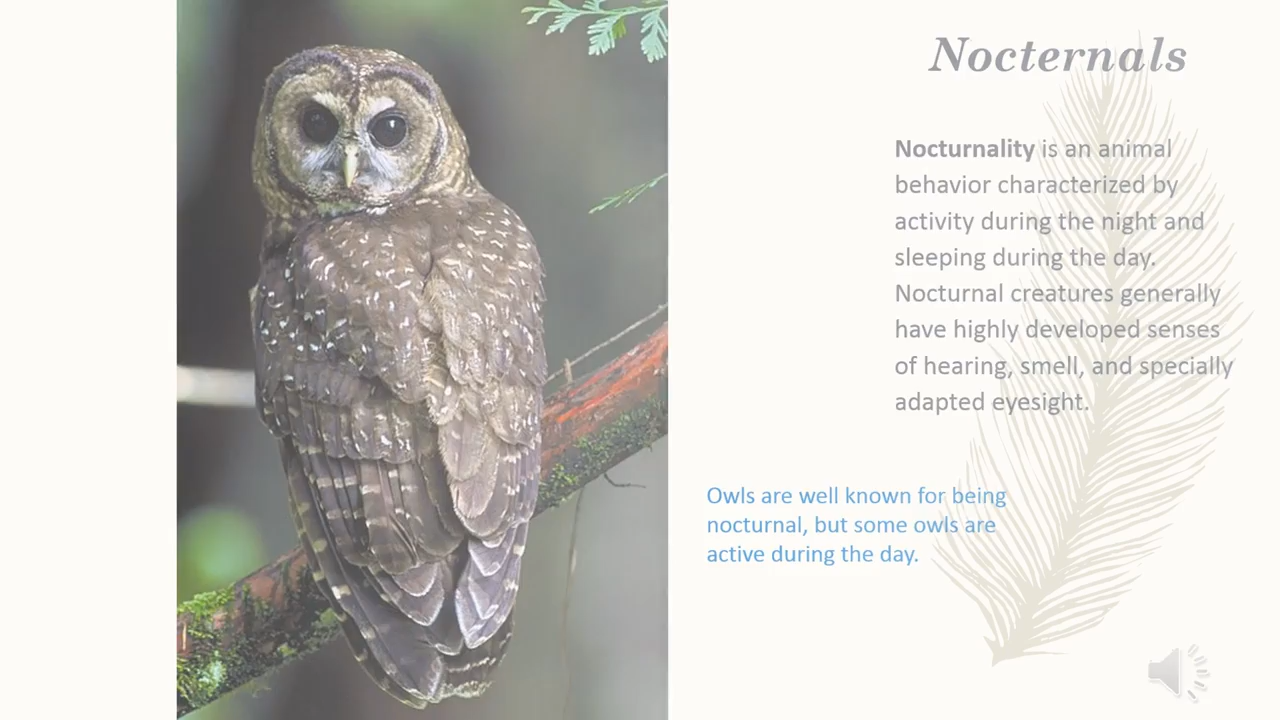 Nocternals
Nocturnality is an animal
behavior characterized by
activity during the night and
sleeping during the day.
Nocturnal creatures generally
have highly developed senses
of hearing, smell, and specially
adapted eyesight.
Owls are well known for being
nocturnal, but some owls are
active during the day.